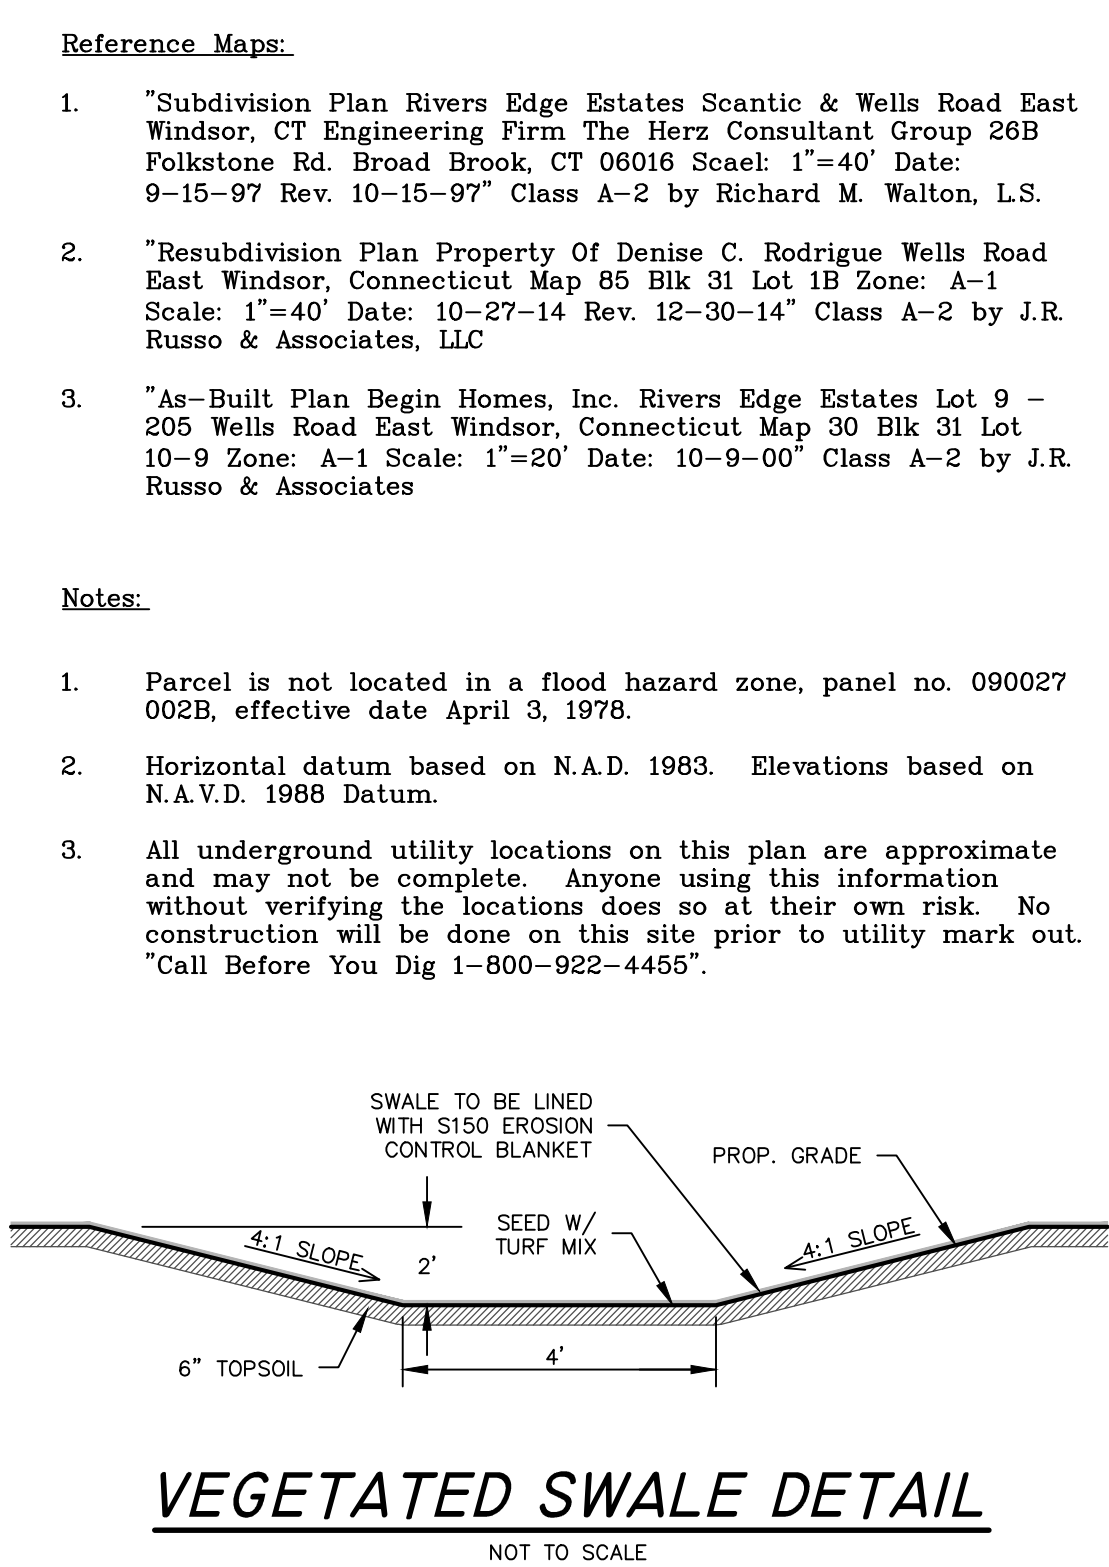 Reference Maps:
1. "Subdivision Plan Rivers Edge Estates Scantic & Wells Road East
Windsor, CT Engineering Firm The Herz Consultant Group 26B
Folkstone Rd. Broad Brook, CT 06016 Scael: 1"=40' Date:
9-15-97 Rev. 10-15-97" Class A-2 by Richard M. Walton, L.S.
2. "Resubdivision Plan Property Of Denise C. Rodrigue Wells Road
East Windsor, Connecticut Map 85 Blk 31 Lot 1B Zone: A-1
Scale: 1"=40' Date: 10-27-14 Rev. 12-30-14" Class A-2 by J.R.
Russo & Associates, LLC
3. "As-Built Plan Begin Homes, Inc. Rivers Edge Estates Lot 9 -
205 Wells Road East Windsor, Connecticut Map 30 Blk 31 Lot
10-9 Zone: A-1 Scale: 1"=20' Date: 10-9-00" Class A-2 by J.R.
Russo & Associates
Notes:
1. Parcel is not located in a flood hazard zone, panel no. 090027
002B, effective date April 3, 1978.
2. Horizontal datum based on N.A.D. 1983. Elevations based on
N.A.V.D. 1988 Datum.
3. All underground utility locations on this plan are approximate
and may not be complete. Anyone using this information
without verifying the locations does so at their own risk. No
construction will be done on this site prior to utility mark out.
"Call Before You Dig 1-800-922-4455".
SWALE TO BE LINED
WITH S150 EROSION
CONTROL BLANKET
PROP. GRADE
SEED W/
TURF MIX
4:1 SLOPE
2'
4:1 SLOPE
6" TOPSOIL
4'
VEGETATED SWALE DETAIL
NOT TO SCALE